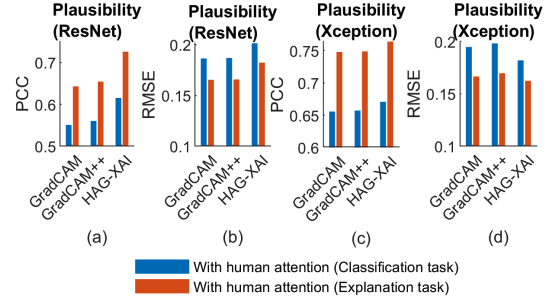 Plausibility
(ResNet)
PCC
0.7
0.6
0.5
GradCAM
GradCAM++
HAG-XAI
(a)
Plausibility
(ResNet)
RMSE
0.2
0.15
0.1
GradCAM
GradCAM++
HAG-XAI
(b)
Plausibility
(Xception)
PCC
0.75
0.7
0.65
0.6
GradCAM
GradCAM++
HAG-XAI
(c)
Plausibility
(Xception)
RMSE
0.2
0.15
0.1
GradCAM
GradCAM++
HAG-XAI
(d)
With human attention (Classification task)
With human attention (Explanation task)